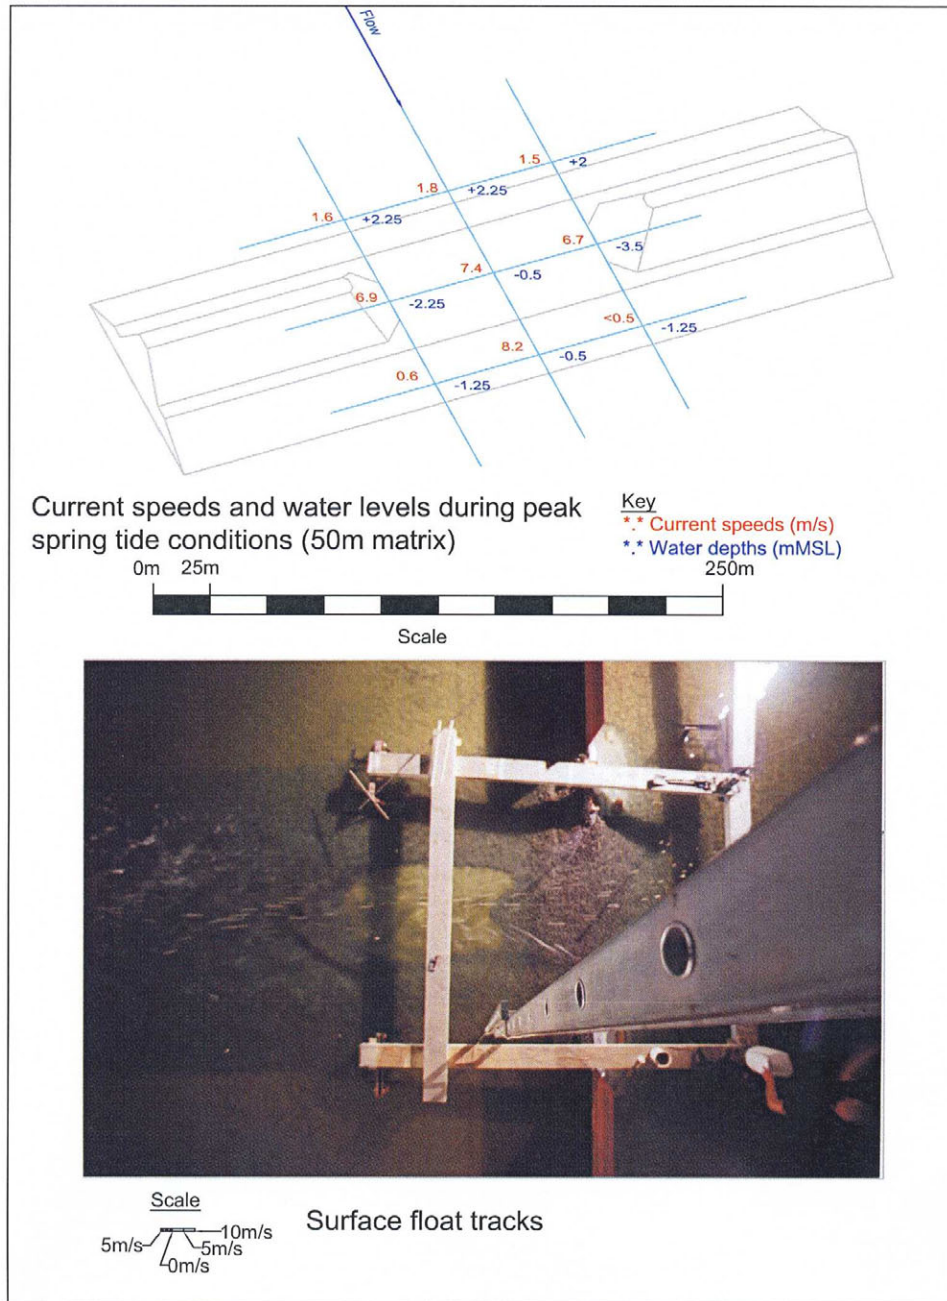 Flow
1.5 +2
1.8 +2.25
1.6 +2.25
6.7 -3.5
7.4 -0.5
6.9 -2.25
<0.5 -1.25
8.2 -0.5
0.6 -1.25
Current speeds and water levels during peak
spring tide conditions (50m matrix)
Key
*.* Current speeds (m/s)
*.* Water depths (mMSL)
0m 25m 250m
Scale
Scale
5m/s 10m/s
5m/s
0m/s
Surface float tracks